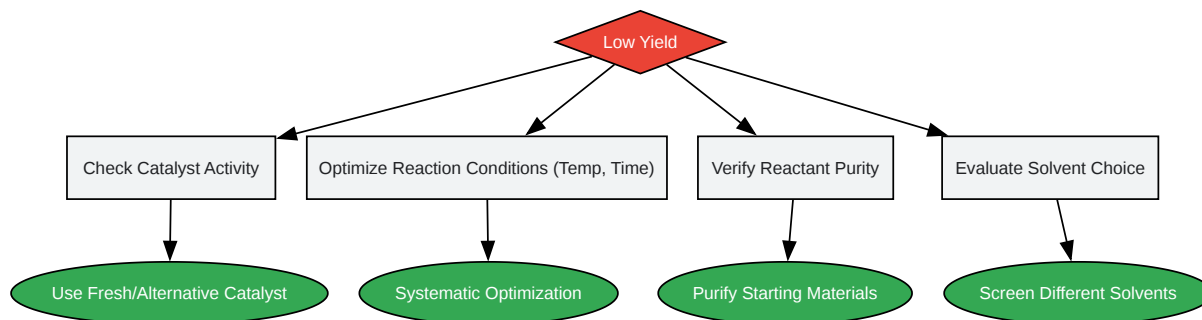 Low Yield
Check Catalyst Activity
Optimize Reaction Conditions (Temp, Time)
Verify Reactant Purity
Evaluate Solvent Choice
Use Fresh/Alternative Catalyst
Systematic Optimization
Purify Starting Materials
Screen Different Solvents